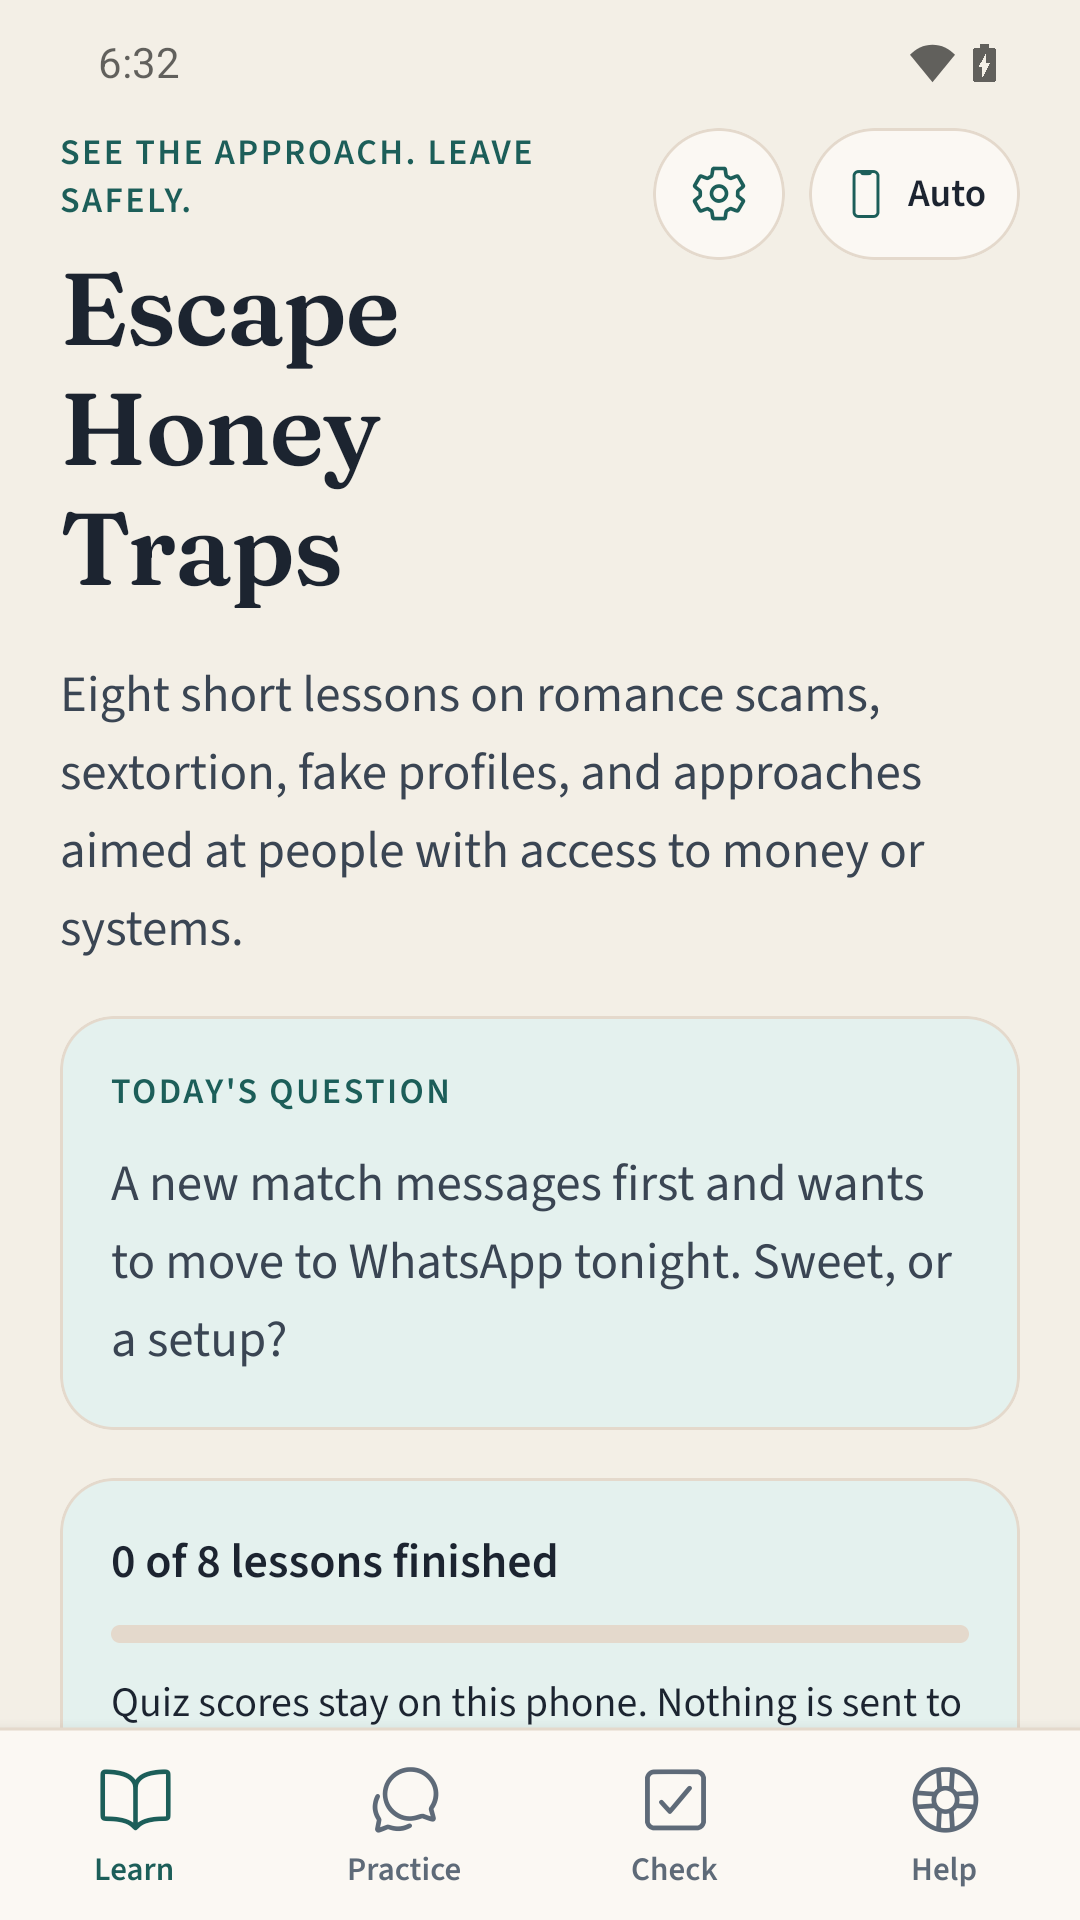 6:32
SEE THE APPROACH. LEAVE
SAFELY.
Auto
Escape
Honey
Traps
Eight short lessons on romance scams,
sextortion, fake profiles, and approaches
aimed at people with access to money or
systems.
TODAY'S QUESTION
A new match messages first and wants
to move to WhatsApp tonight. Sweet, or
a setup?
0 of 8 lessons finished
Quiz scores stay on this phone. Nothing is sent to
Learn
Practice
Check
Help